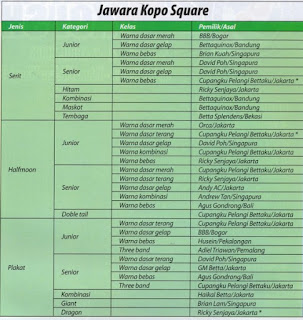 Jawara Kopo Square
Jenis Kategori Kelas Pemilik/Asal
Serit Junior Warna dasar merah BBB/Bogor
Warna dasar gelap Bettaquinox/Bandung
Warna bebas Brian Kuah/Singapura
Senior Warna dasar merah David Poh/Singapura
Warna dasar gelap David Poh/Singapura
Warna bebas Cupangku Pelangi Bettaku/Jakarta *
Hitam Ricky Senjaya/Jakarta
Kombinasi Bettaquinox/Bandung
Maskot Bettaquinox/Bandung
Tembaga Betta Splendens/Bekasi
Halfmoon Junior Warna dasar merah Orca/Jakarta
Warna dasar terang Cupangku Pelangi Bettaku/Jakarta *
Warna dasar gelap David Poh/Singapura
Warna kombinasi Cupangku Pelangi Bettaku/Jakarta
Warna bebas Ricky Senjaya/Jakarta
Senior Warna dasar merah Cupangku Pelangi Bettaku/Jakarta
Warna dasar terang Ricky Senjaya/Jakarta
Warna dasar gelap Andy AC/Jakarta
Warna kombinasi Andrew Tan/Singapura
Warna bebas Agus Gondrong/Bali
Doble tail Cupangku Pelangi Bettaku/Jakarta
Plakat Junior Warna dasar terang Cupangku Pelangi Bettaku/Jakarta
Warna dasar gelap BBB/Bogor
Warna bebas Husein/Pekalongan
Three band Adiel Triawan/Pemalang
Senior Warna dasar terang David Poh/Singapura
Warna dasar gelap GM Betta/Jakarta
Warna bebas Agus Gondrong/Bali
Three band Cupangku Pelangi Bettaku/Jakarta
Kombinasi Haikal Betta/Jakarta
Giant Brian Lam/Singapura
Dragon Ricky Senjaya/Jakarta *